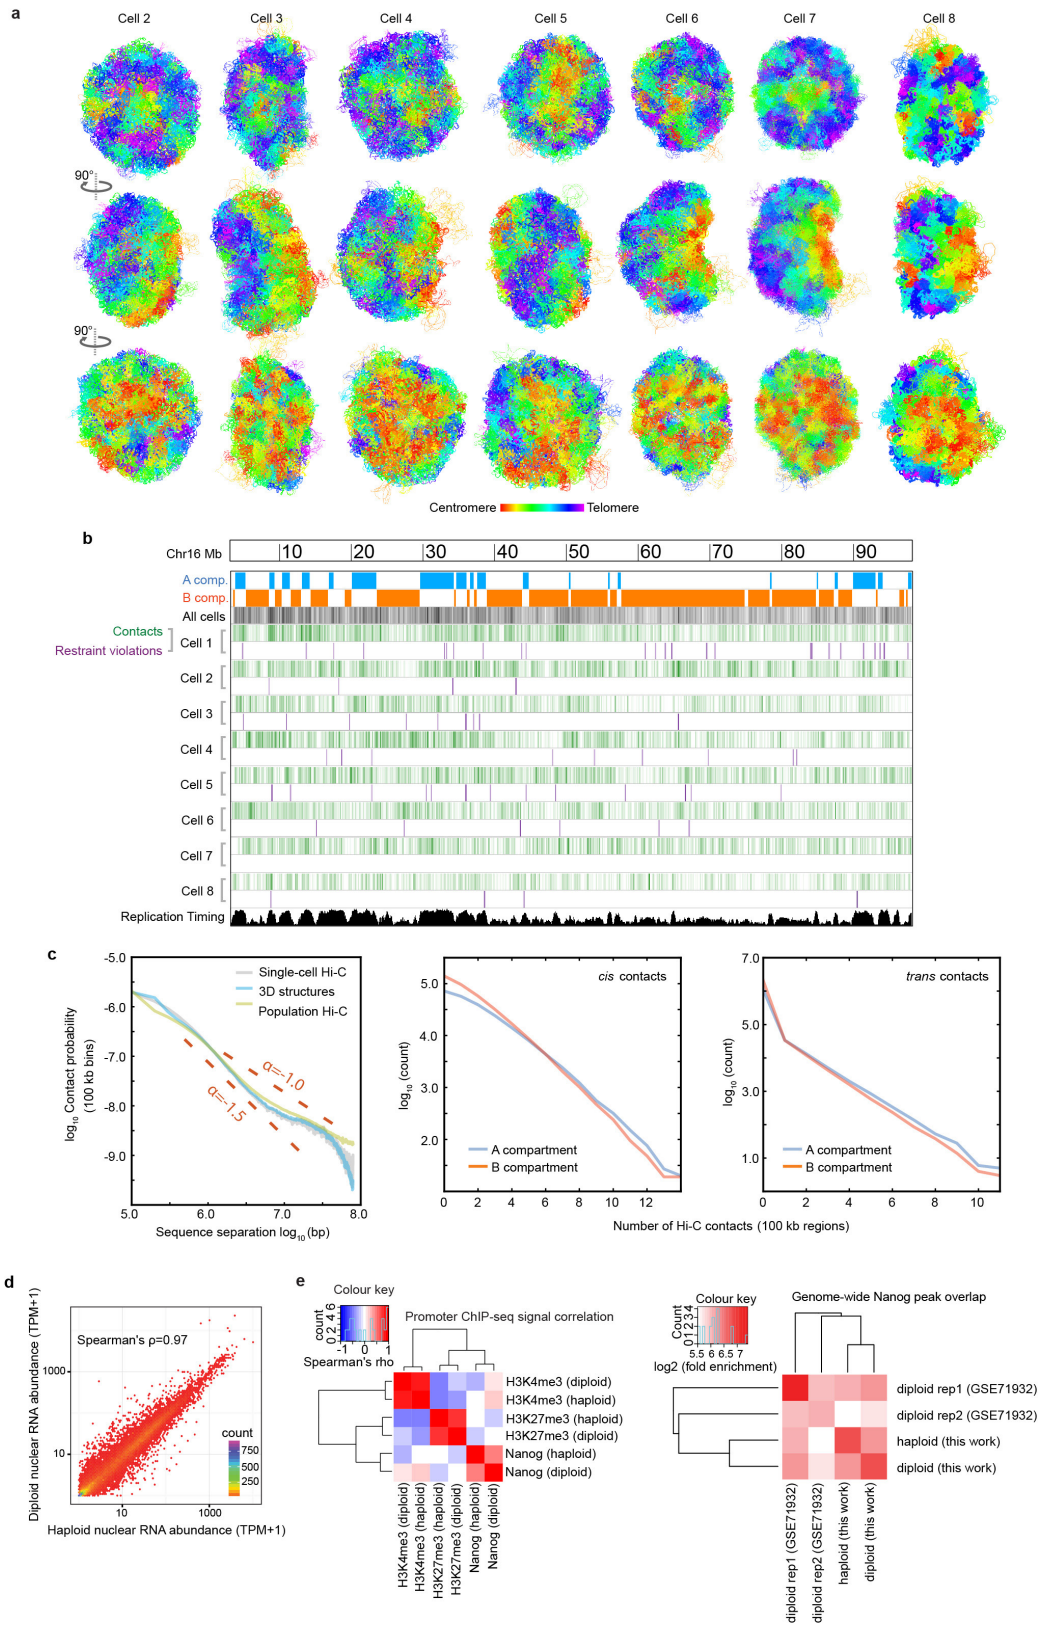 a
Cell 2 Cell 3 Cell 4 Cell 5 Cell 6 Cell 7 Cell 8
90°
90°
Centromere Telomere
b
Chr16 Mb 10 20 30 40 50 60 70 80 90
A comp.
B comp.
All cells
Contacts
Cell 1
Restraint violations
Cell 2
Cell 3
Cell 4
Cell 5
Cell 6
Cell 7
Cell 8
Replication Timing
c
log10 Contact probability
(100 kb bins)
-5.0
-6.0
-7.0
-8.0
-9.0
Single-cell Hi-C
3D structures
Population Hi-C
α=-1.0
α=-1.5
5.0 6.0 7.0 8.0
Sequence separation log10 (bp)
log10 (count)
5.0
4.0
3.0
2.0
cis contacts
A compartment
B compartment
0 2 4 6 8 10 12
log10 (count)
7.0
5.0
3.0
1.0
trans contacts
A compartment
B compartment
0 2 4 6 8 10
Number of Hi-C contacts (100 kb regions)
d
Diploid nuclear RNA abundance (TPM+1)
Spearman's ρ=0.97
1000
10
count
750
500
250
10 1000
Haploid nuclear RNA abundance (TPM+1)
e
Colour key
count
0 2 4 6
-1 0 1
Spearman's rho
Promoter ChIP-seq signal correlation
H3K4me3 (diploid)
H3K4me3 (haploid)
H3K27me3 (haploid)
H3K27me3 (diploid)
Nanog (haploid)
Nanog (diploid)
H3K4me3 (diploid)
H3K4me3 (haploid)
H3K27me3 (haploid)
H3K27me3 (diploid)
Nanog (haploid)
Nanog (diploid)
Genome-wide Nanog peak overlap
Colour key
Count
0 1 2 3 4
5.5 6 6.5 7
log2 (fold enrichment)
diploid rep1 (GSE71932)
diploid rep2 (GSE71932)
haploid (this work)
diploid (this work)
diploid rep1 (GSE71932)
diploid rep2 (GSE71932)
haploid (this work)
diploid (this work)